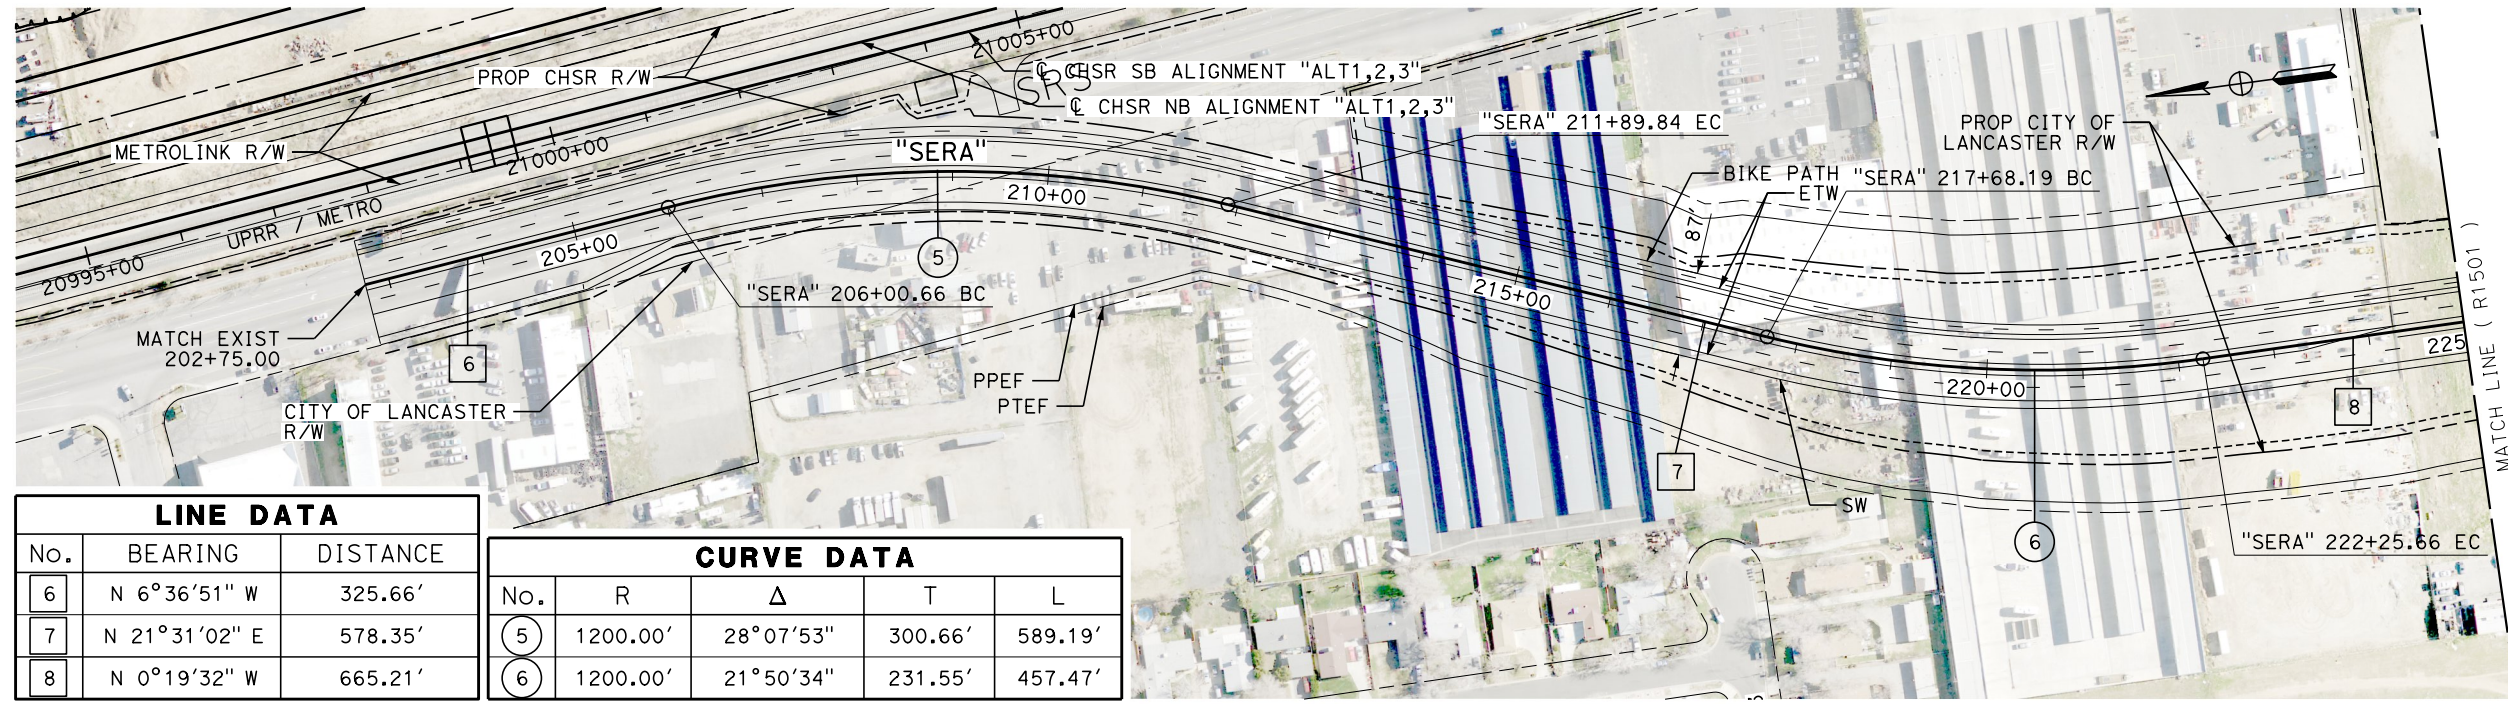 21005+00
PROP CHSR R/W
℄ CHSR SB ALIGNMENT "ALT1,2,3"
℄ CHSR NB ALIGNMENT "ALT1,2,3"
"SERA" 211+89.84 EC
PROP CITY OF
LANCASTER R/W
METROLINK R/W
21000+00
"SERA"
210+00
BIKE PATH
ETW
"SERA" 217+68.19 BC
87'
UPRR / METRO
205+00
5
20995+00
"SERA" 206+00.66 BC
215+00
MATCH EXIST
202+75.00
6
PPEF
PTEF
220+00
225
8
CITY OF LANCASTER
R/W
7
SW
6
"SERA" 222+25.66 EC
MATCH LINE ( R1501 )
LINE DATA
No. BEARING DISTANCE
6 N 6°36'51" W 325.66'
7 N 21°31'02" E 578.35'
8 N 0°19'32" W 665.21'
CURVE DATA
No. R Δ T L
5 1200.00' 28°07'53" 300.66' 589.19'
6 1200.00' 21°50'34" 231.55' 457.47'